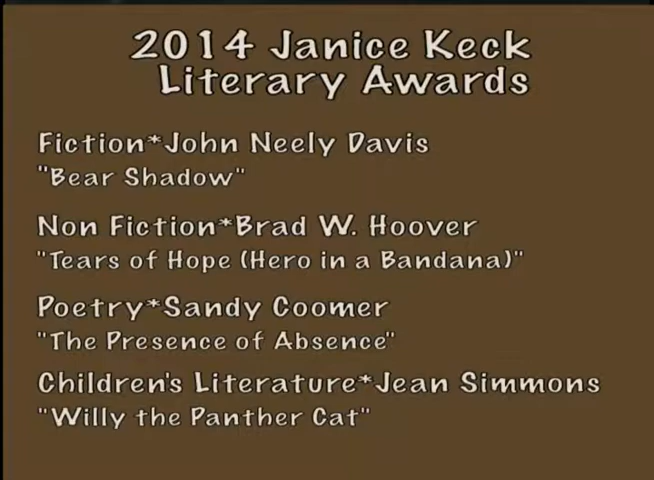 2014 Janice Keck
Literary Awards
Fiction*John Neely Davis
"Bear Shadow"
Non Fiction*Brad W. Hoover
"Tears of Hope (Hero in a Bandana)"
Poetry*Sandy Coomer
"The Presence of Absence"
Children's Literature*Jean Simmons
"Willy the Panther Cat"